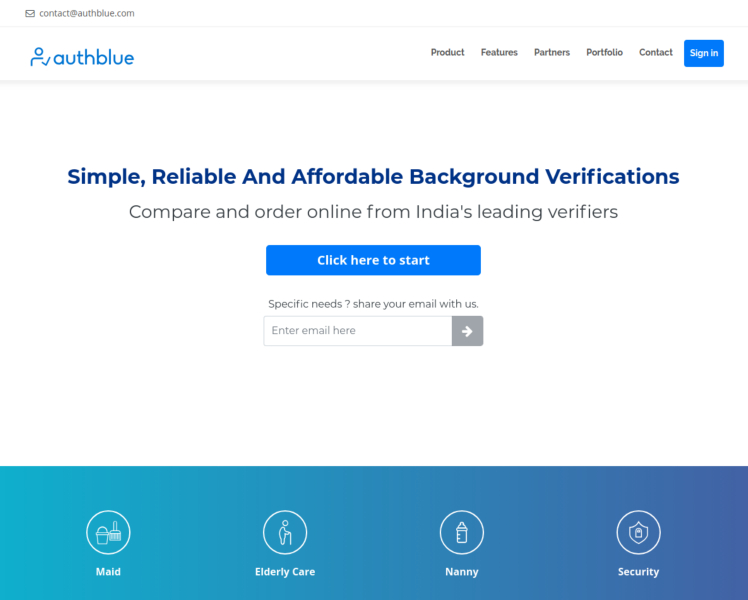 contact@authblue.com
authblue
Product Features Partners Portfolio Contact Sign in
Simple, Reliable And Affordable Background Verifications
Compare and order online from India's leading verifiers
Click here to start
Specific needs ? share your email with us.
Enter email here
Maid Elderly Care Nanny Security